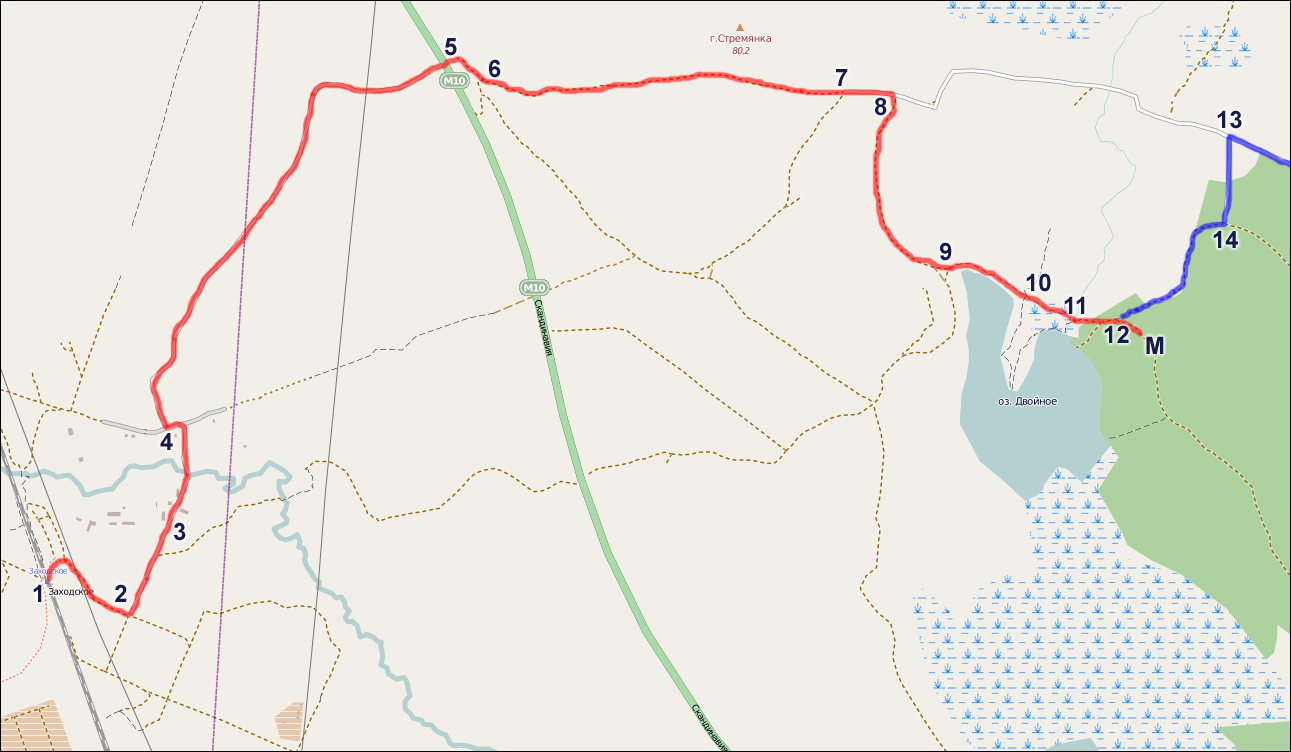 г.Стремянка
80,2
5
M10
6
7
8
13
14
9
M10
Скандинавия
10
11
12
M
оз. Двойное
4
3
Заходское
1
Заходское
2
Скандинавия